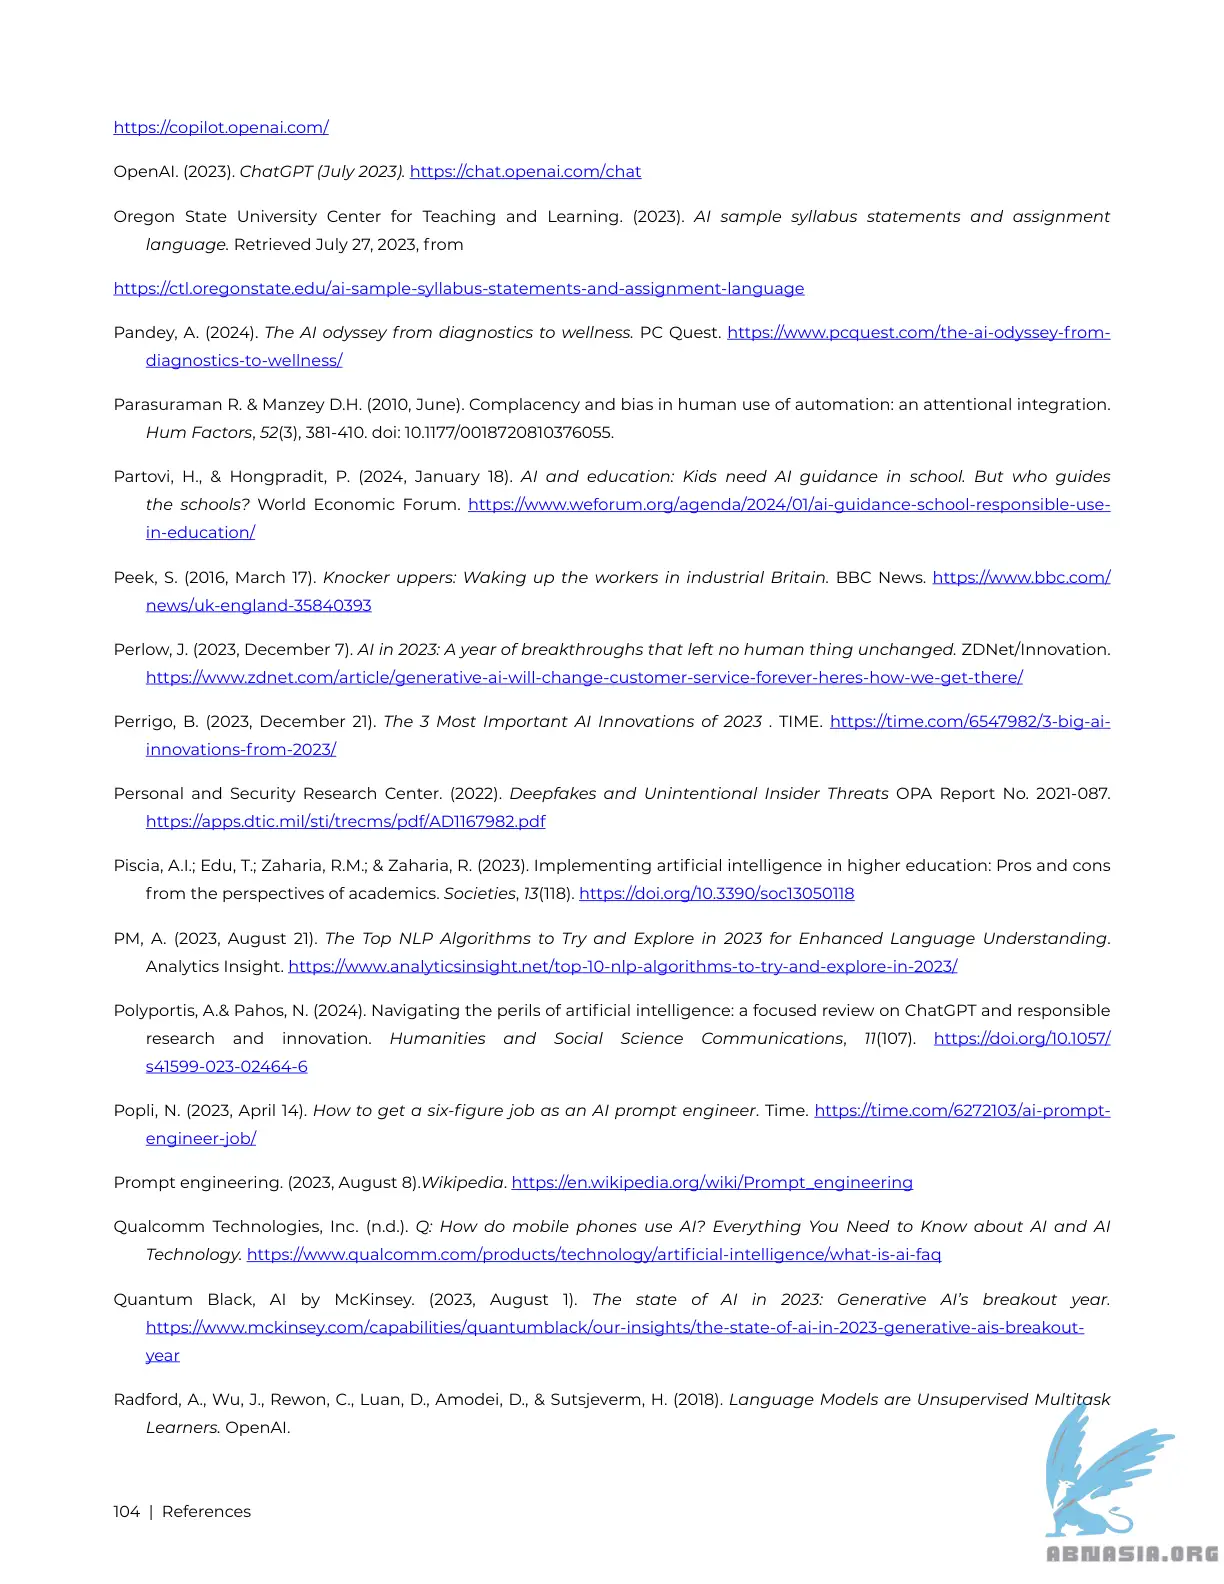 https://copilot.openai.com/
OpenAI. (2023). ChatGPT (July 2023). https://chat.openai.com/chat
Oregon State University Center for Teaching and Learning. (2023). AI sample syllabus statements and assignment
language. Retrieved July 27, 2023, from
https://ctl.oregonstate.edu/ai-sample-syllabus-statements-and-assignment-language
Pandey, A. (2024). The AI odyssey from diagnostics to wellness. PC Quest. https://www.pcquest.com/the-ai-odyssey-from-
diagnostics-to-wellness/
Parasuraman R. & Manzey D.H. (2010, June). Complacency and bias in human use of automation: an attentional integration.
Hum Factors, 52(3), 381-410. doi: 10.1177/0018720810376055.
Partovi, H., & Hongpradit, P. (2024, January 18). AI and education: Kids need AI guidance in school. But who guides
the schools? World Economic Forum. https://www.weforum.org/agenda/2024/01/ai-guidance-school-responsible-use-
in-education/
Peek, S. (2016, March 17). Knocker uppers: Waking up the workers in industrial Britain. BBC News. https://www.bbc.com/
news/uk-england-35840393
Perlow, J. (2023, December 7). AI in 2023: A year of breakthroughs that left no human thing unchanged. ZDNet/Innovation.
https://www.zdnet.com/article/generative-ai-will-change-customer-service-forever-heres-how-we-get-there/
Perrigo, B. (2023, December 21). The 3 Most Important AI Innovations of 2023 . TIME. https://time.com/6547982/3-big-ai-
innovations-from-2023/
Personal and Security Research Center. (2022). Deepfakes and Unintentional Insider Threats OPA Report No. 2021-087.
https://apps.dtic.mil/sti/trecms/pdf/AD1167982.pdf
Piscia, A.I.; Edu, T.; Zaharia, R.M.; & Zaharia, R. (2023). Implementing artificial intelligence in higher education: Pros and cons
from the perspectives of academics. Societies, 13(118). https://doi.org/10.3390/soc13050118
PM, A. (2023, August 21). The Top NLP Algorithms to Try and Explore in 2023 for Enhanced Language Understanding.
Analytics Insight. https://www.analyticsinsight.net/top-10-nlp-algorithms-to-try-and-explore-in-2023/
Polyportis, A.& Pahos, N. (2024). Navigating the perils of artificial intelligence: a focused review on ChatGPT and responsible
research and innovation. Humanities and Social Science Communications, 11(107). https://doi.org/10.1057/
s41599-023-02464-6
Popli, N. (2023, April 14). How to get a six-figure job as an AI prompt engineer. Time. https://time.com/6272103/ai-prompt-
engineer-job/
Prompt engineering. (2023, August 8).Wikipedia. https://en.wikipedia.org/wiki/Prompt_engineering
Qualcomm Technologies, Inc. (n.d.). Q: How do mobile phones use AI? Everything You Need to Know about AI and AI
Technology. https://www.qualcomm.com/products/technology/artificial-intelligence/what-is-ai-faq
Quantum Black, AI by McKinsey. (2023, August 1). The state of AI in 2023: Generative AI’s breakout year.
https://www.mckinsey.com/capabilities/quantumblack/our-insights/the-state-of-ai-in-2023-generative-ais-breakout-
year
Radford, A., Wu, J., Rewon, C., Luan, D., Amodei, D., & Sutsjeverm, H. (2018). Language Models are Unsupervised Multitask
Learners. OpenAI.
104 | References
ABNASIA.ORG